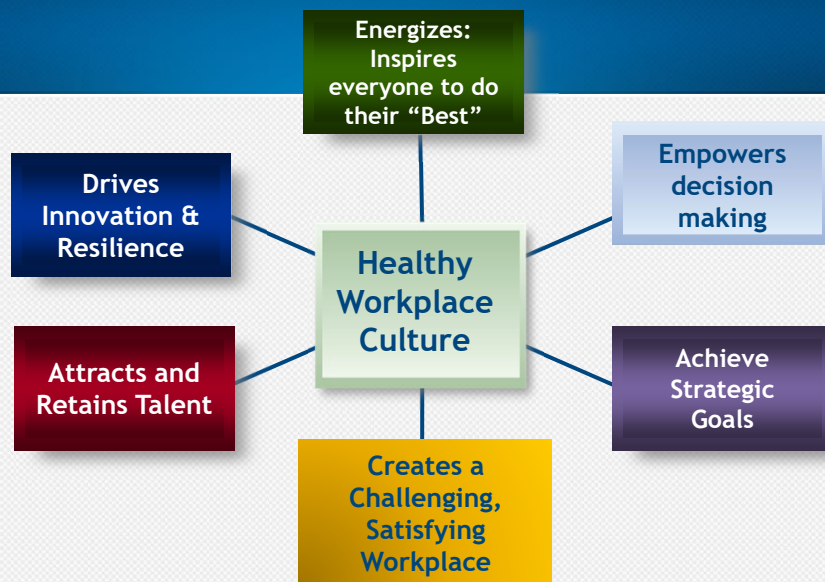 Energizes:
Inspires
everyone to do
their “Best”
Drives
Innovation &
Resilience
Empowers
decision
making
Healthy
Workplace
Culture
Attracts and
Retains Talent
Achieve
Strategic
Goals
Creates a
Challenging,
Satisfying
Workplace